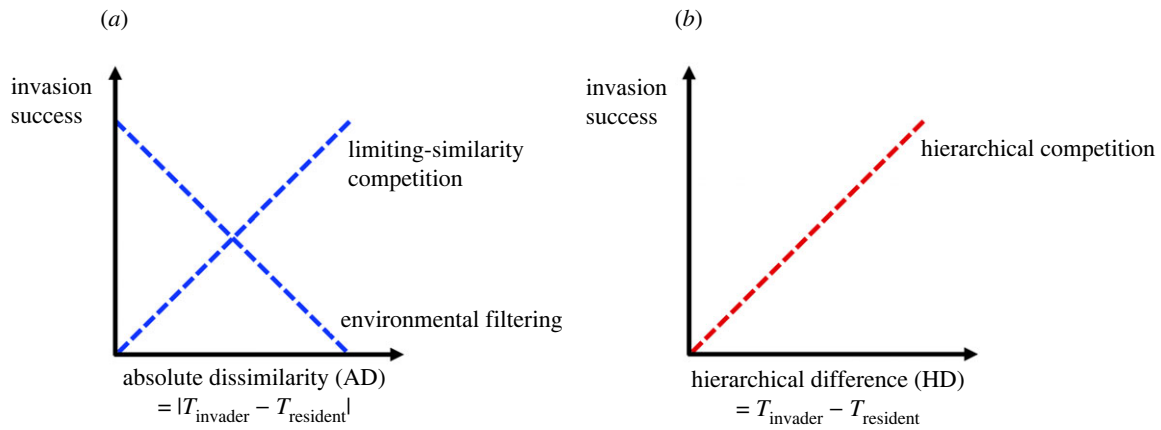 (a)
invasion
success
limiting-similarity
competition
environmental filtering
absolute dissimilarity (AD)
= |T_invader − T_resident|
(b)
invasion
success
hierarchical competition
hierarchical difference (HD)
= T_invader − T_resident